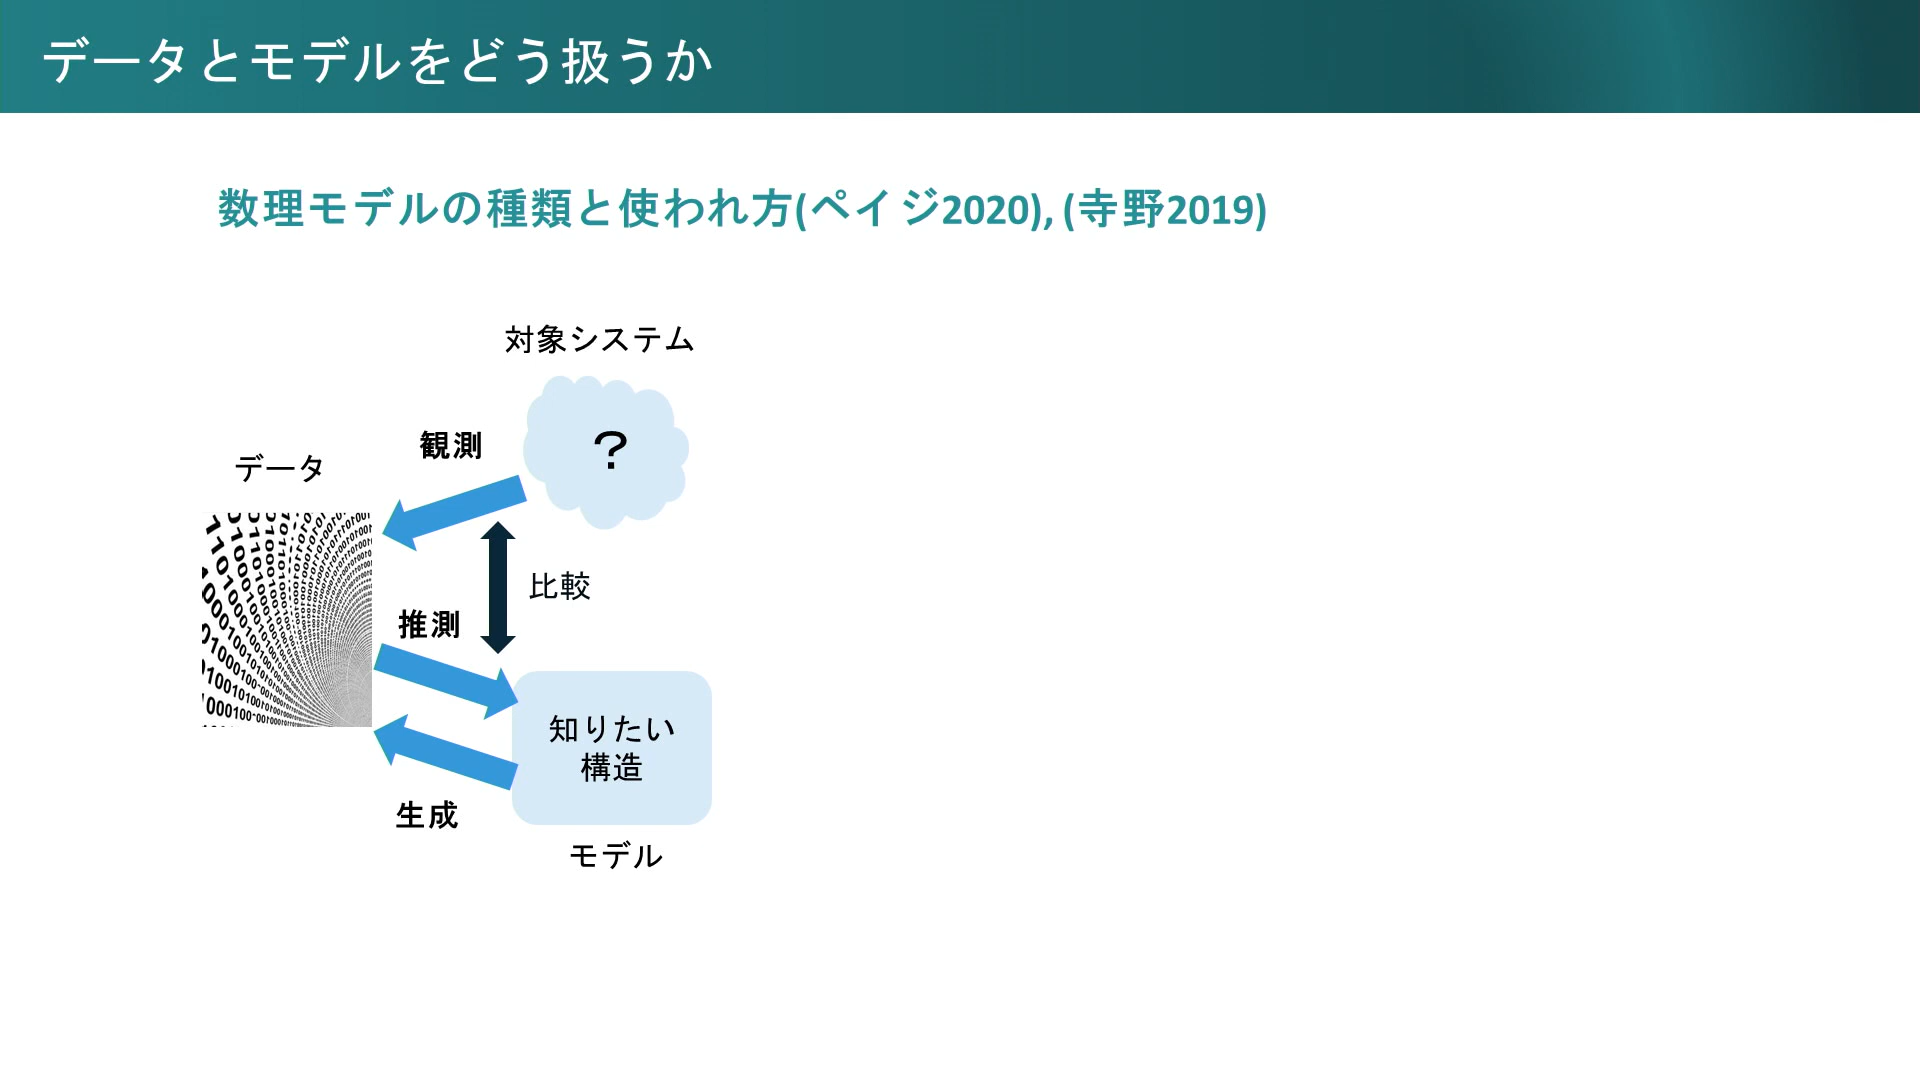 データとモデルをどう扱うか
数理モデルの種類と使われ方(ペイジ2020), (寺野2019)
対象システム
?
観測
データ
比較
推測
知りたい
構造
生成
モデル